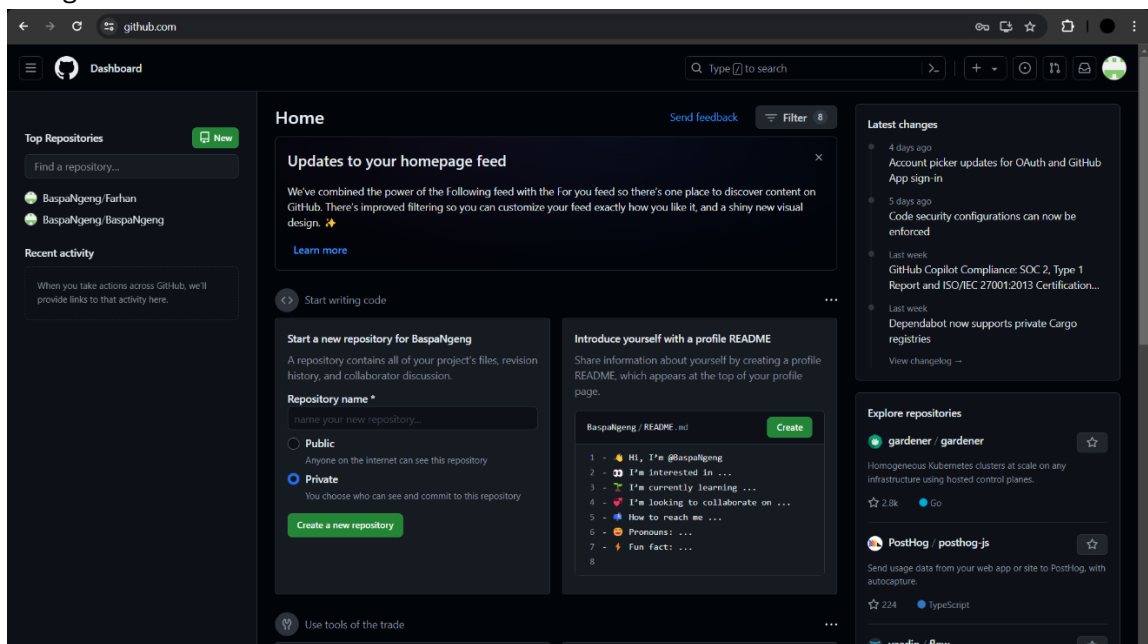 github.com
Dashboard
Type / to search
Top Repositories
New
Find a repository...
BaspaNgeng/Farhan
BaspaNgeng/BaspaNgeng
Recent activity
When you take actions across GitHub, we'll
provide links to that activity here.
Home
Send feedback
Filter 8
Updates to your homepage feed
We've combined the power of the Following feed with the For you feed so there's one place to discover content on
GitHub. There's improved filtering so you can customize your feed exactly how you like it, and a shiny new visual
design. ✨
Learn more
Start writing code
Start a new repository for BaspaNgeng
A repository contains all of your project's files, revision
history, and collaborator discussion.
Repository name *
name your new repository...
Public
Anyone on the internet can see this repository
Private
You choose who can see and commit to this repository
Create a new repository
Introduce yourself with a profile README
Share information about yourself by creating a profile
README, which appears at the top of your profile
page.
BaspaNgeng / README.md
Create
1 - 👋 Hi, I'm @BaspaNgeng
2 - 👀 I'm interested in ...
3 - 🌱 I'm currently learning ...
4 - 💞️ I'm looking to collaborate on ...
5 - 📫 How to reach me ...
6 - 😄 Pronouns: ...
7 - ⚡ Fun fact: ...
8
Use tools of the trade
Latest changes
4 days ago
Account picker updates for OAuth and GitHub
App sign-in
5 days ago
Code security configurations can now be
enforced
Last week
GitHub Copilot Compliance: SOC 2, Type 1
Report and ISO/IEC 27001:2013 Certification...
Last week
Dependabot now supports private Cargo
registries
View changelog →
Explore repositories
gardener / gardener
Homogeneous Kubernetes clusters at scale on any
infrastructure using hosted control planes.
2.8k
Go
PostHog / posthog-js
Send usage data from your web app or site to PostHog, with
autocapture.
224
TypeScript